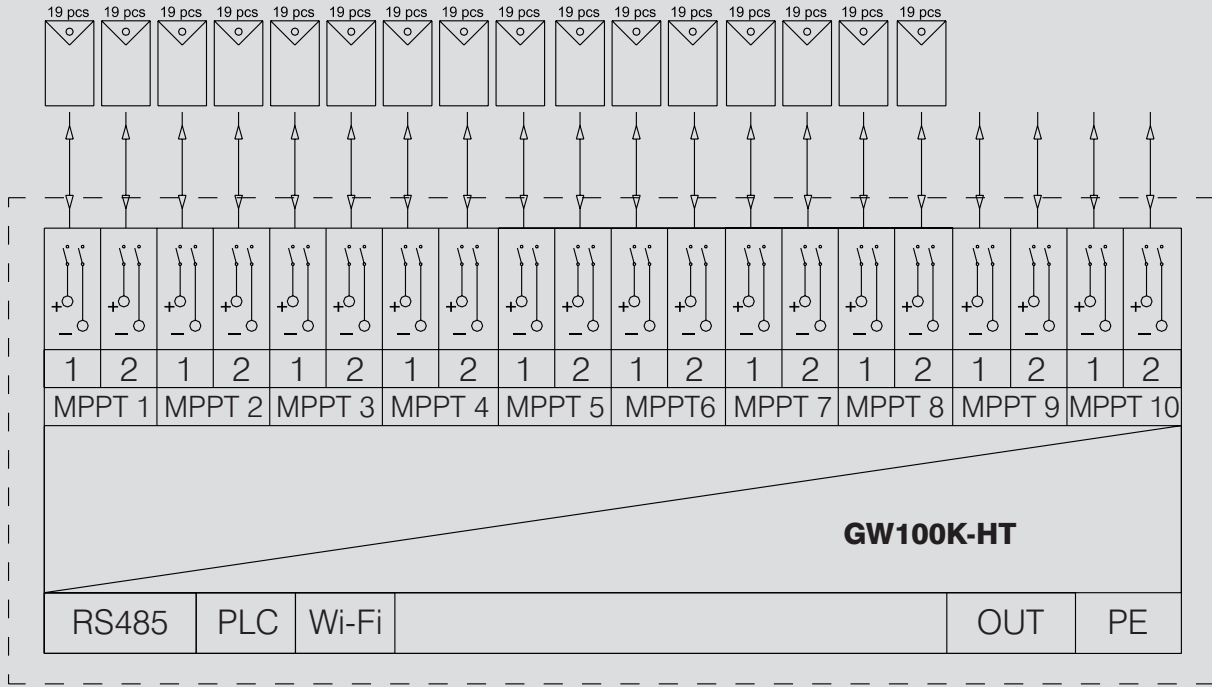 19 pcs 19 pcs 19 pcs 19 pcs 19 pcs 19 pcs 19 pcs 19 pcs 19 pcs 19 pcs 19 pcs 19 pcs 19 pcs 19 pcs 19 pcs 19 pcs
+ + + + + + + + + + + + + + + + + + + +
– – – – – – – – – – – – – – – – – – – –
1 2 1 2 1 2 1 2 1 2 1 2 1 2 1 2 1 2 1 2
MPPT 1 MPPT 2 MPPT 3 MPPT 4 MPPT 5 MPPT6 MPPT 7 MPPT 8 MPPT 9 MPPT 10
GW100K-HT
RS485 PLC Wi-Fi OUT PE